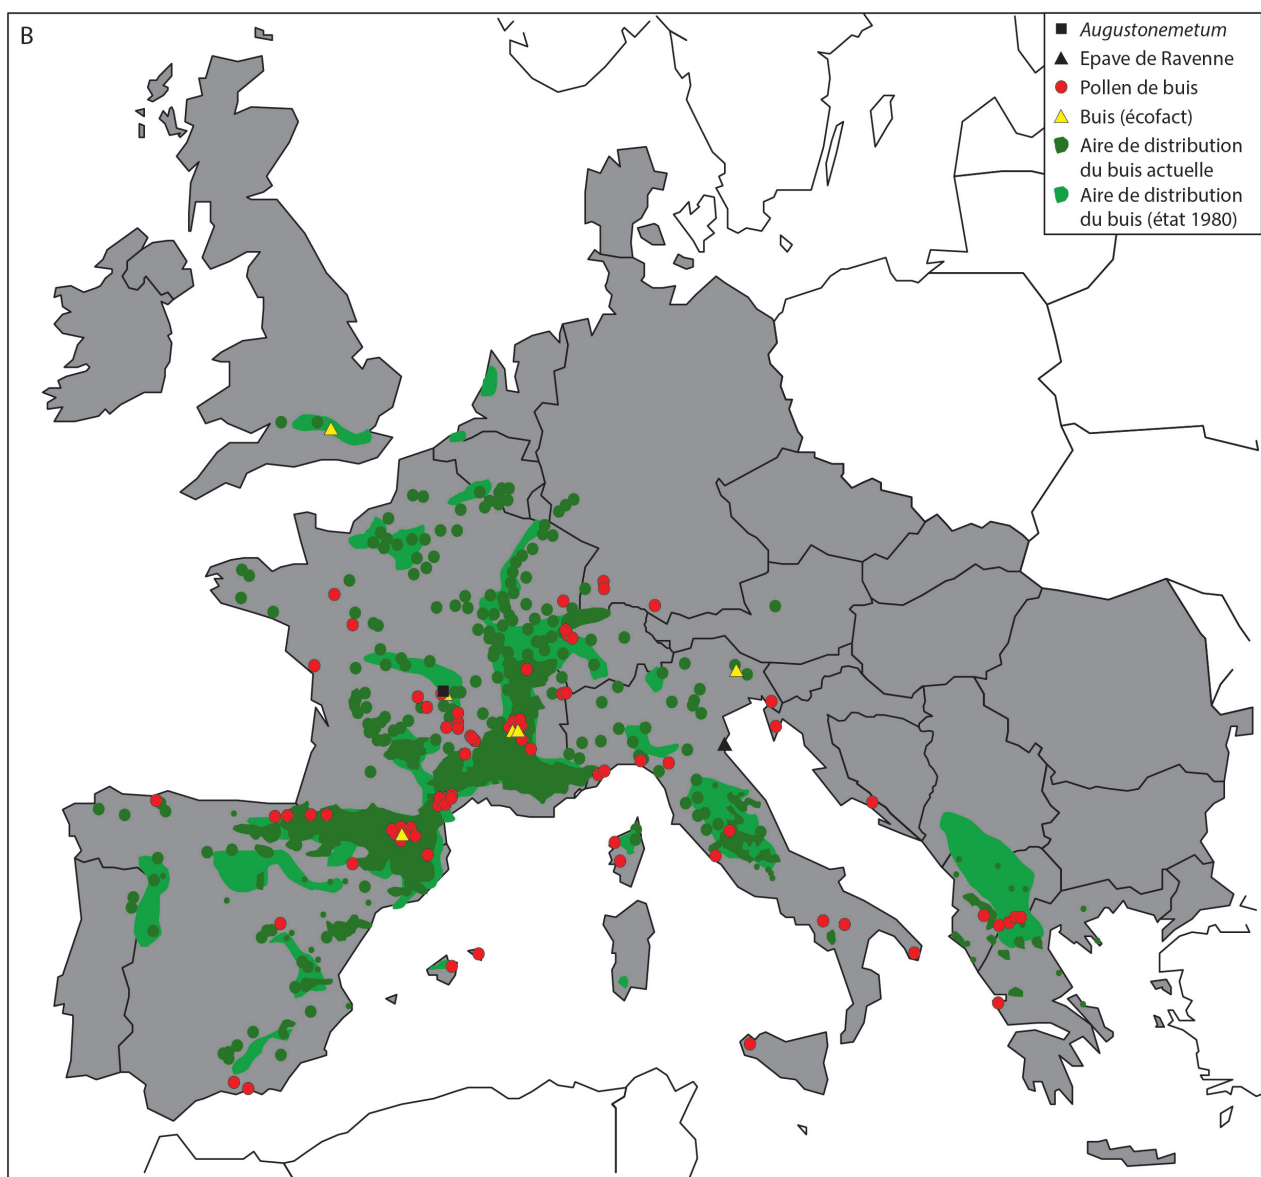 B
Augustonemetum
Epave de Ravenne
Pollen de buis
Buis (écofact)
Aire de distribution
du buis actuelle
Aire de distribution
du buis (état 1980)